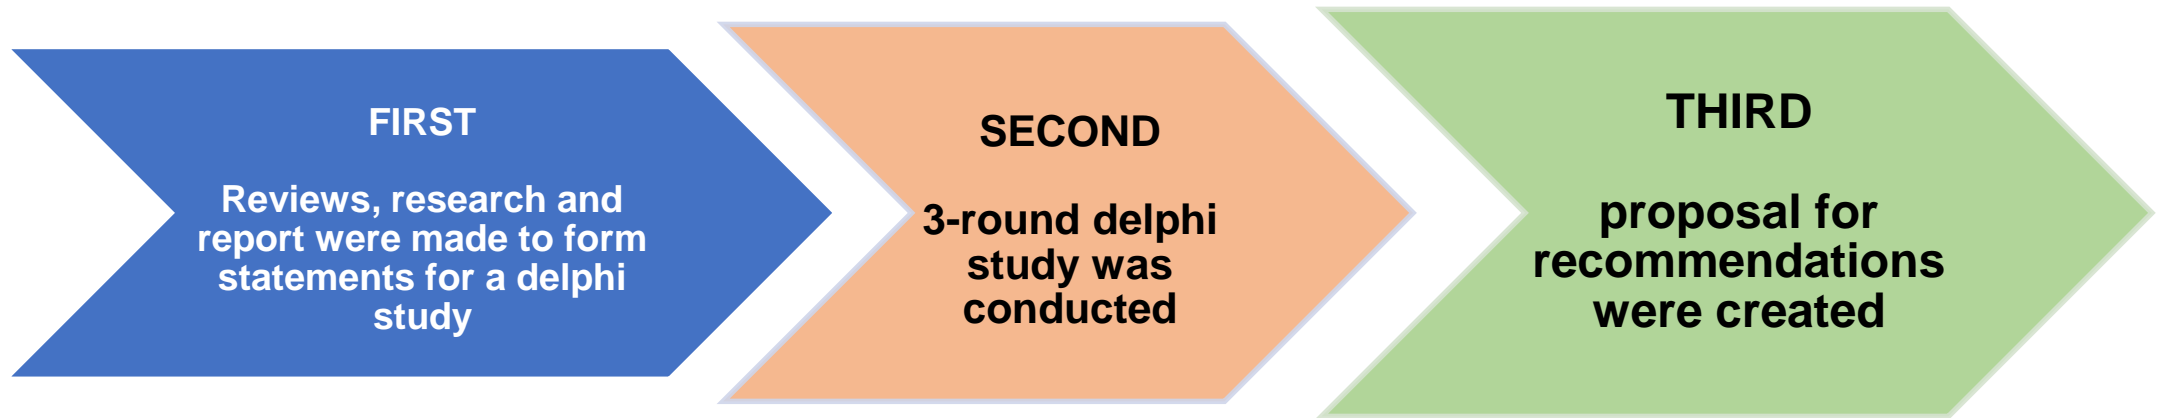 FIRST
Reviews, research and
report were made to form
statements for a delphi
study
SECOND
3-round delphi
study was
conducted
THIRD
proposal for
recommendations
were created